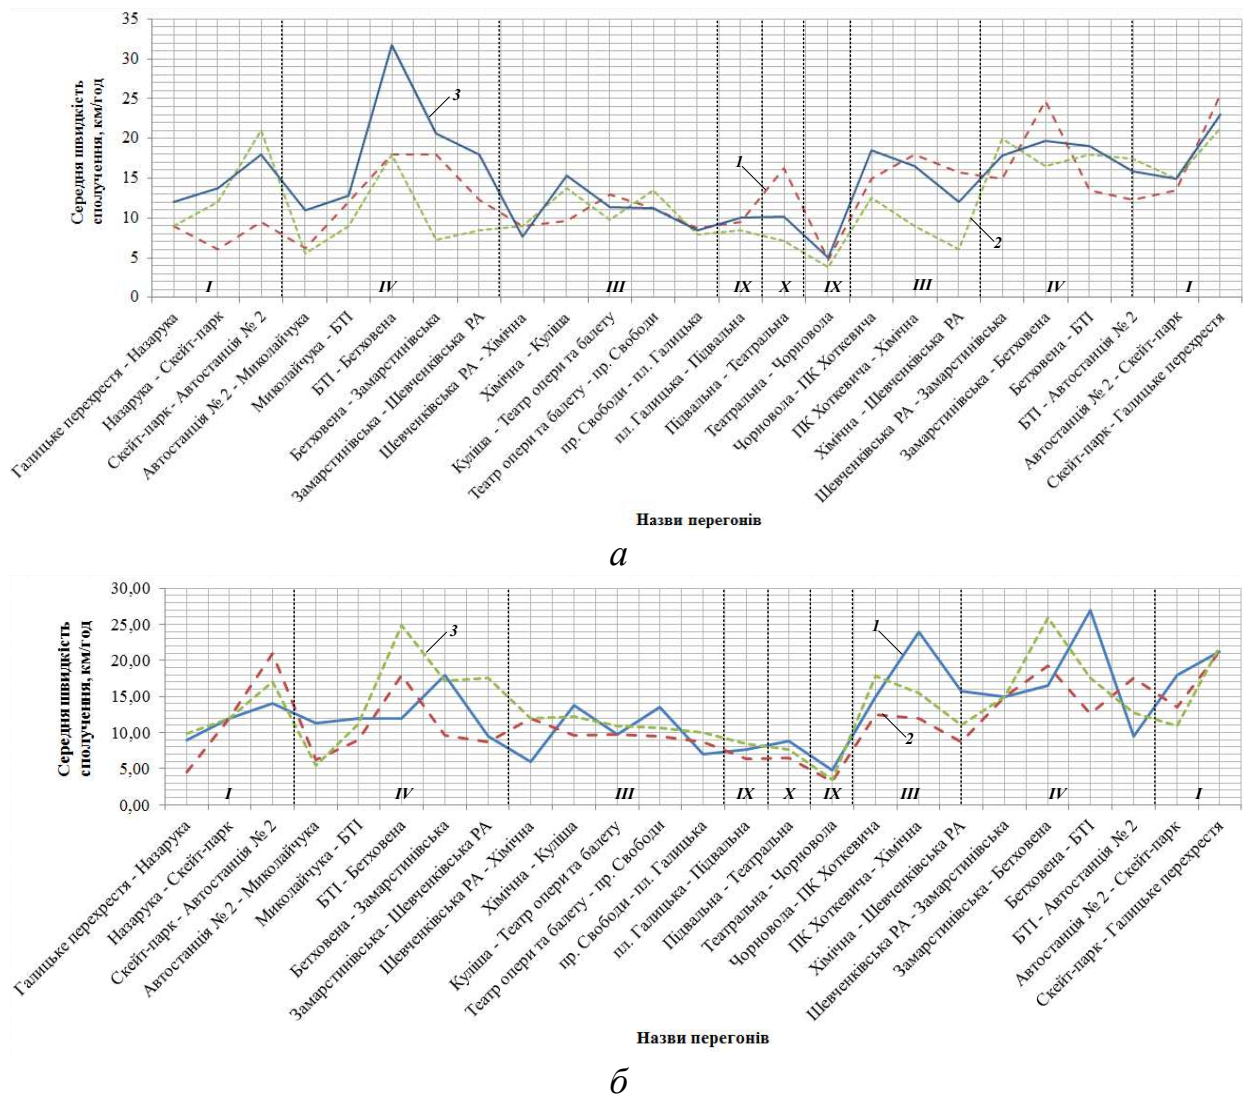 35
30
25
20
15
10
5
0
Середня швидкість
сполучення, км/год
3
1
2
I
IV
III
IX
X
IX
III
IV
I
Галицьке перехрестя - Назарука
Назарука - Скейт-парк
Скейт-парк - Автостанція № 2
Автостанція № 2 - Миколайчука
Миколайчука - БТІ
БТІ - Бетховена
Бетховена - Замарстинівська
Замарстинівська - Шевченківська РА
Шевченківська РА - Хімічна
Хімічна - Куліша
Куліша - Театр опери та балету
Театр опери та балету - пр. Свободи
пр. Свободи - пл. Галицька
пл. Галицька - Підвальна
Підвальна - Театральна
Театральна - Чорновола
Чорновола - ПК Хоткевича
ПК Хоткевича - Хімічна
Хімічна - Шевченківська РА
Шевченківська РА - Замарстинівська
Замарстинівська - Бетховена
Бетховена - БТІ
БТІ - Автостанція № 2
Автостанція № 2 - Скейт-парк
Скейт-парк - Галицьке перехрестя
Назви перегонів
а
30,00
25,00
20,00
15,00
10,00
5,00
0,00
Середня швидкість
сполучення, км/год
3
1
2
I
IV
III
IX
X
IX
III
IV
I
Галицьке перехрестя - Назарука
Назарука - Скейт-парк
Скейт-парк - Автостанція № 2
Автостанція № 2 - Миколайчука
Миколайчука - БТІ
БТІ - Бетховена
Бетховена - Замарстинівська
Замарстинівська - Шевченківська РА
Шевченківська РА - Хімічна
Хімічна - Куліша
Куліша - Театр опери та балету
Театр опери та балету - пр. Свободи
пр. Свободи - пл. Галицька
пл. Галицька - Підвальна
Підвальна - Театральна
Театральна - Чорновола
Чорновола - ПК Хоткевича
ПК Хоткевича - Хімічна
Хімічна - Шевченківська РА
Шевченківська РА - Замарстинівська
Замарстинівська - Бетховена
Бетховена - БТІ
БТІ - Автостанція № 2
Автостанція № 2 - Скейт-парк
Скейт-парк - Галицьке перехрестя
Назви перегонів
б